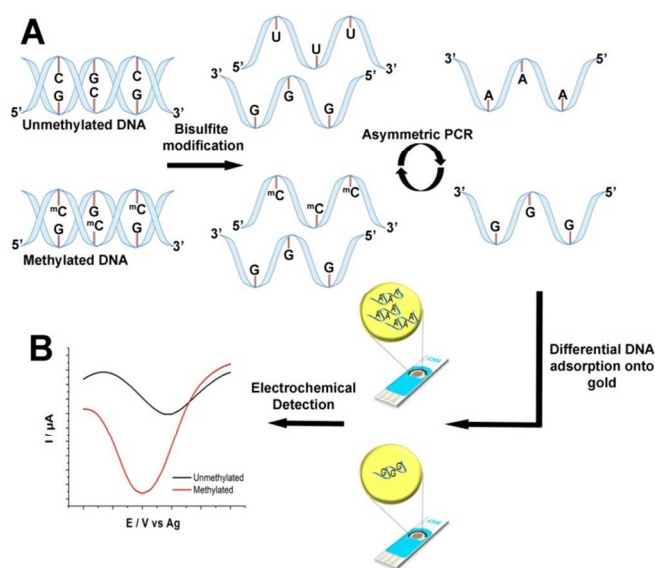 A
5'
C G C
G C G
3'
Unmethylated DNA
Bisulfite
modification
5'
U U U
3'
3'
G G G
5'
Asymmetric PCR
3'
A A A
5'
5'
mC G mC
G mC G
3'
Methylated DNA
5'
mC mC mC
3'
3'
G G G
5'
3'
G G G
5'
Differential DNA
adsorption onto
gold
B
I / µA
Unmethylated
Methylated
E / V vs Ag
Electrochemical
Detection